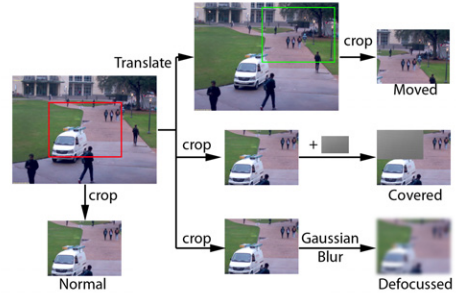 Translate
crop
Moved
crop
+
Covered
crop
Normal
crop
Gaussian
Blur
Defocussed